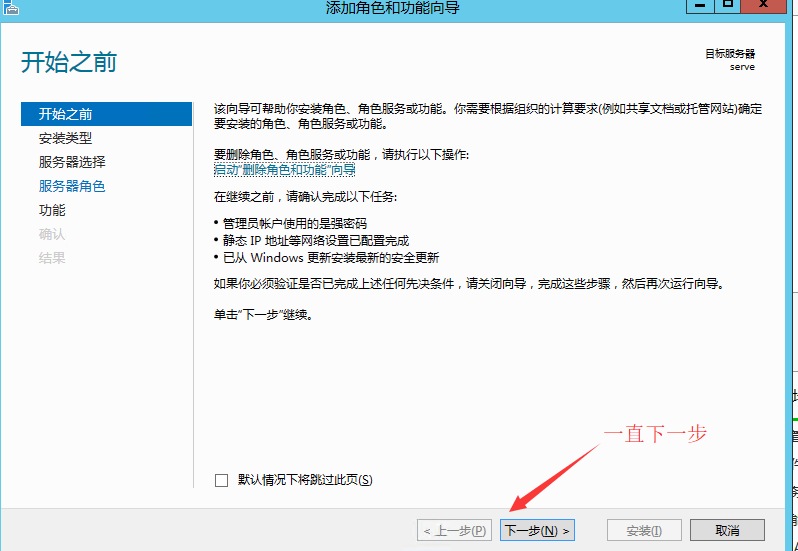 添加角色和功能向导
开始之前
目标服务器
serve
开始之前
安装类型
服务器选择
服务器角色
功能
确认
结果
该向导可帮助你安装角色、角色服务或功能。你需要根据组织的计算要求(例如共享文档或托管网站)确定
要安装的角色、角色服务或功能。
要删除角色、角色服务或功能，请执行以下操作:
启动“删除角色和功能”向导
在继续之前，请确认完成以下任务:
• 管理员帐户使用的是强密码
• 静态 IP 地址等网络设置已配置完成
• 已从 Windows 更新安装最新的安全更新
如果你必须验证是否已完成上述任何先决条件，请关闭向导，完成这些步骤，然后再次运行向导。
单击“下一步”继续。
一直下一步
默认情况下将跳过此页(S)
< 上一步(P)
下一步(N) >
安装(I)
取消